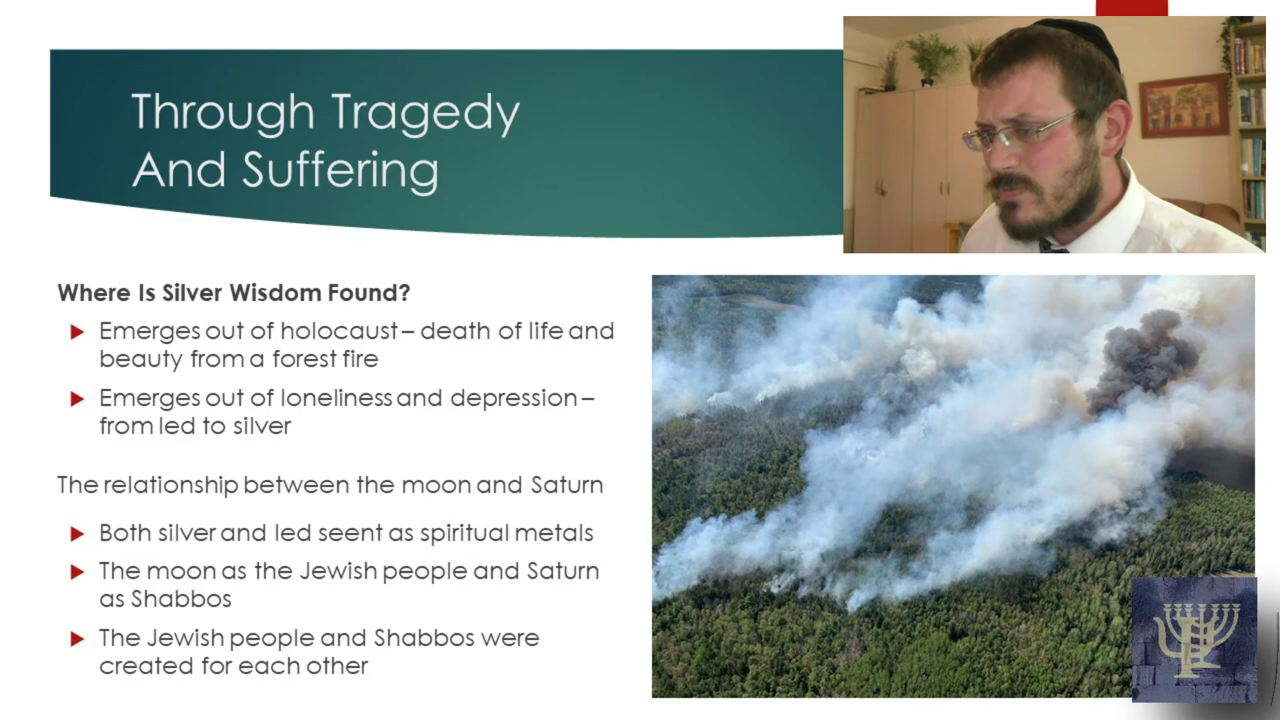 Through Tragedy
And Suffering
Where Is Silver Wisdom Found?
Emerges out of holocaust – death of life and
beauty from a forest fire
Emerges out of loneliness and depression –
from led to silver
The relationship between the moon and Saturn
Both silver and led seent as spiritual metals
The moon as the Jewish people and Saturn
as Shabbos
The Jewish people and Shabbos were
created for each other